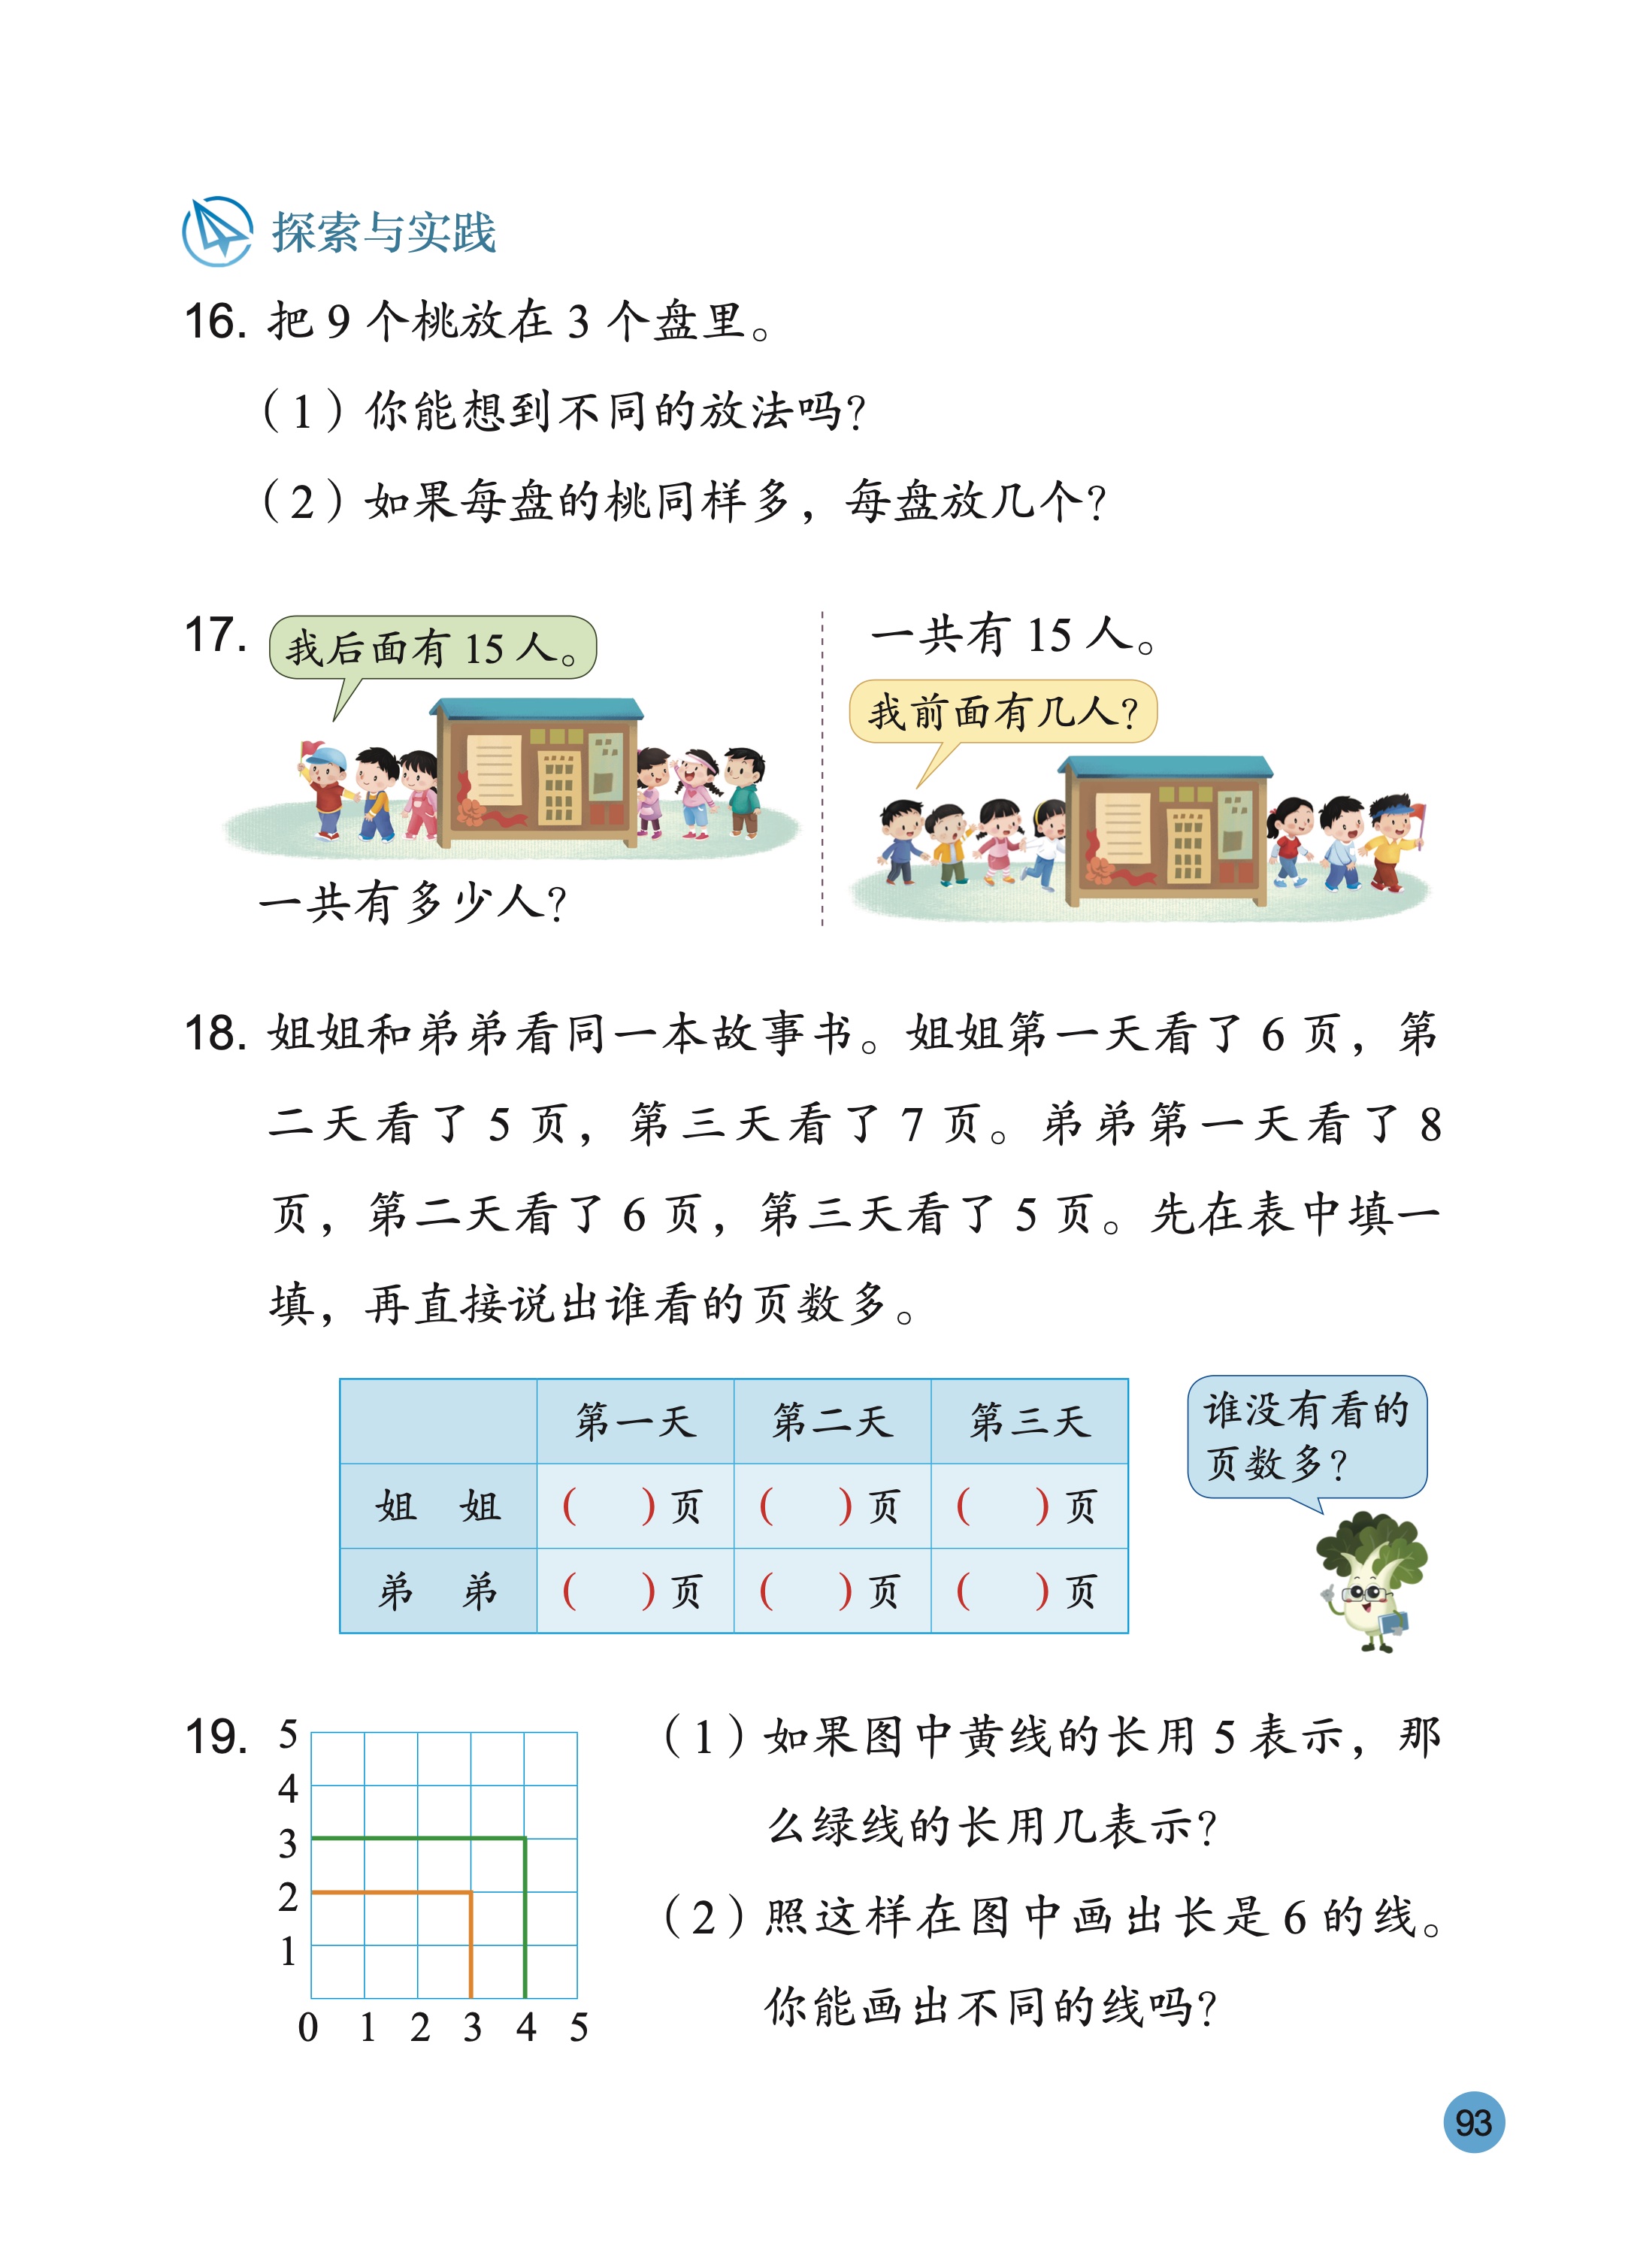 探索与实践
16. 把 9 个桃放在 3 个盘里。
（1）你能想到不同的放法吗？
（2）如果每盘的桃同样多，每盘放几个？
17.
我后面有 15 人。
一共有多少人？
一共有 15 人。
我前面有几人？
18. 姐姐和弟弟看同一本故事书。姐姐第一天看了 6 页，第
二天看了 5 页，第三天看了 7 页。弟弟第一天看了 8
页，第二天看了 6 页，第三天看了 5 页。先在表中填一
填，再直接说出谁看的页数多。
第一天 第二天 第三天
姐 姐 （ ）页 （ ）页 （ ）页
弟 弟 （ ）页 （ ）页 （ ）页
谁没有看的
页数多？
19.
5
4
3
2
1
0 1 2 3 4 5
（1）如果图中黄线的长用 5 表示，那
么绿线的长用几表示？
（2）照这样在图中画出长是 6 的线。
你能画出不同的线吗？
93